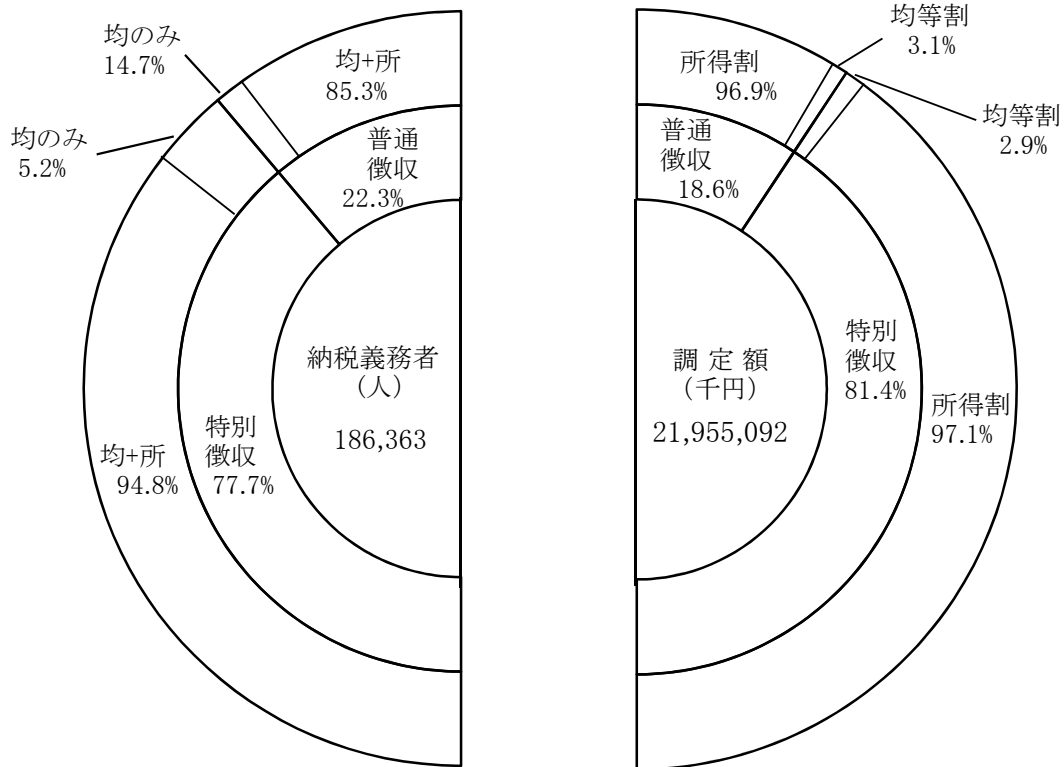 均のみ
14.7%
均+所
85.3%
均のみ
5.2%
普通
徴収
22.3%
納税義務者
(人)
186,363
特別
徴収
77.7%
均+所
94.8%
所得割
96.9%
均等割
3.1%
均等割
2.9%
普通
徴収
18.6%
調 定 額
(千円)
21,955,092
特別
徴収
81.4%
所得割
97.1%